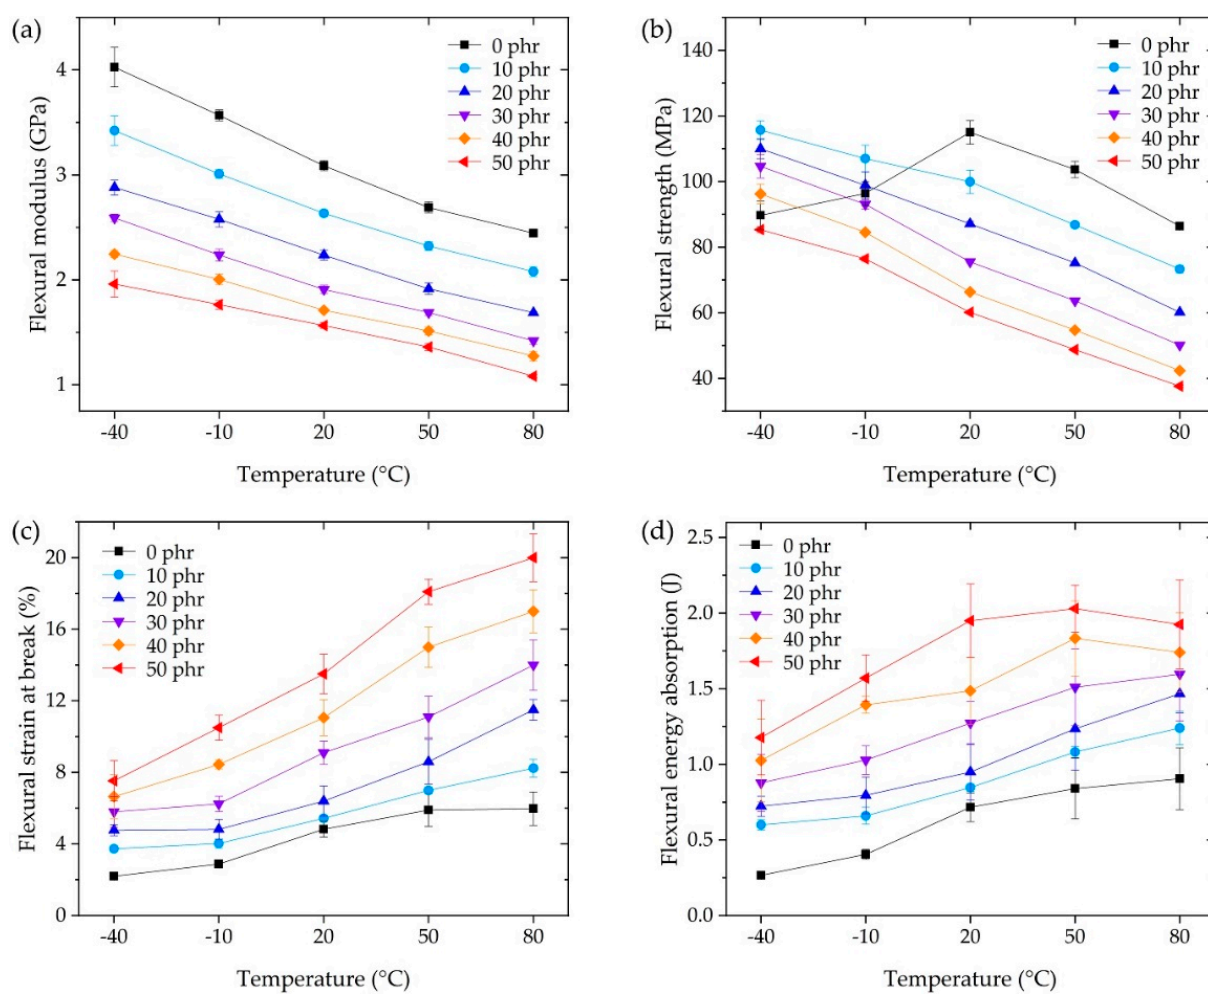 (a)
0 phr
10 phr
20 phr
30 phr
40 phr
50 phr
4
3
2
1
Flexural modulus (GPa)
-40 -10 20 50 80
Temperature (°C)
(b)
0 phr
10 phr
20 phr
30 phr
40 phr
50 phr
140
120
100
80
60
40
Flexural strength (MPa)
-40 -10 20 50 80
Temperature (°C)
(c)
0 phr
10 phr
20 phr
30 phr
40 phr
50 phr
20
16
12
8
4
0
Flexural strain at break (%)
-40 -10 20 50 80
Temperature (°C)
(d)
0 phr
10 phr
20 phr
30 phr
40 phr
50 phr
2.5
2.0
1.5
1.0
0.5
0.0
Flexural energy absorption (J)
-40 -10 20 50 80
Temperature (°C)